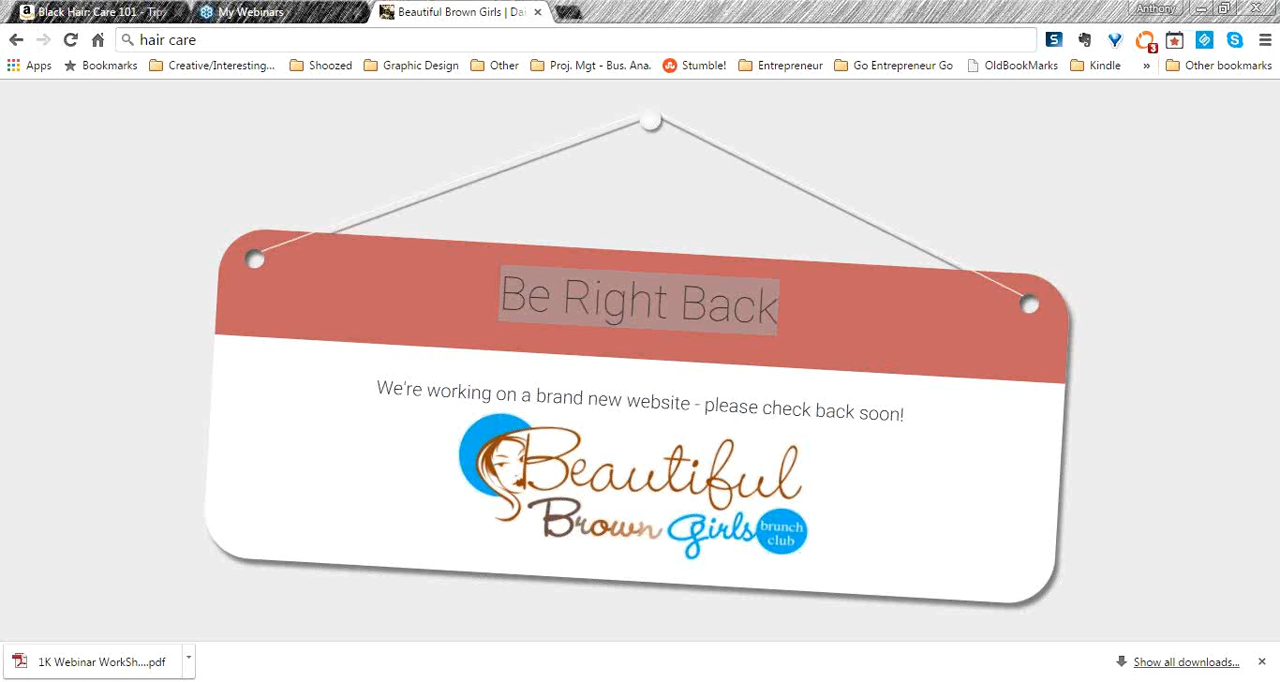 Black Hair: Care 101 - Tips
My Webinars
Beautiful Brown Girls | Dai
Anthony
hair care
3
Apps
Bookmarks
Creative/Interesting...
Shoozed
Graphic Design
Other
Proj. Mgt - Bus. Ana.
Stumble!
Entrepreneur
Go Entrepreneur Go
OldBookMarks
Kindle
»
Other bookmarks
Be Right Back
We're working on a brand new website - please check back soon!
Beautiful
Brown Girls brunch club
1K Webinar WorkSh....pdf
Show all downloads...